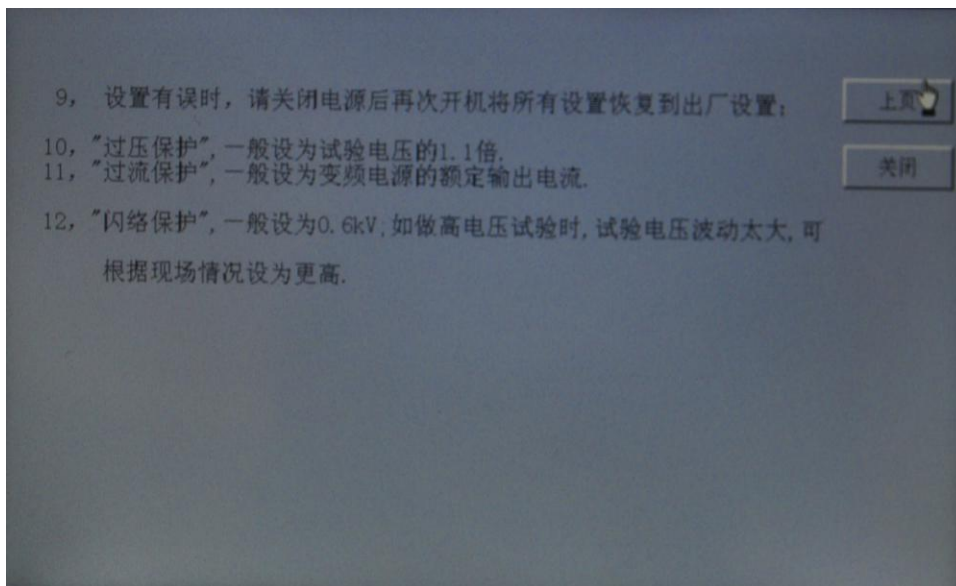 9， 设置有误时，请关闭电源后再次开机将所有设置恢复到出厂设置；
上页
10，"过压保护",一般设为试验电压的1.1倍.
11，"过流保护",一般设为变频电源的额定输出电流.
关闭
12，"闪络保护",一般设为0.6kV;如做高电压试验时,试验电压波动太大,可
根据现场情况设为更高.